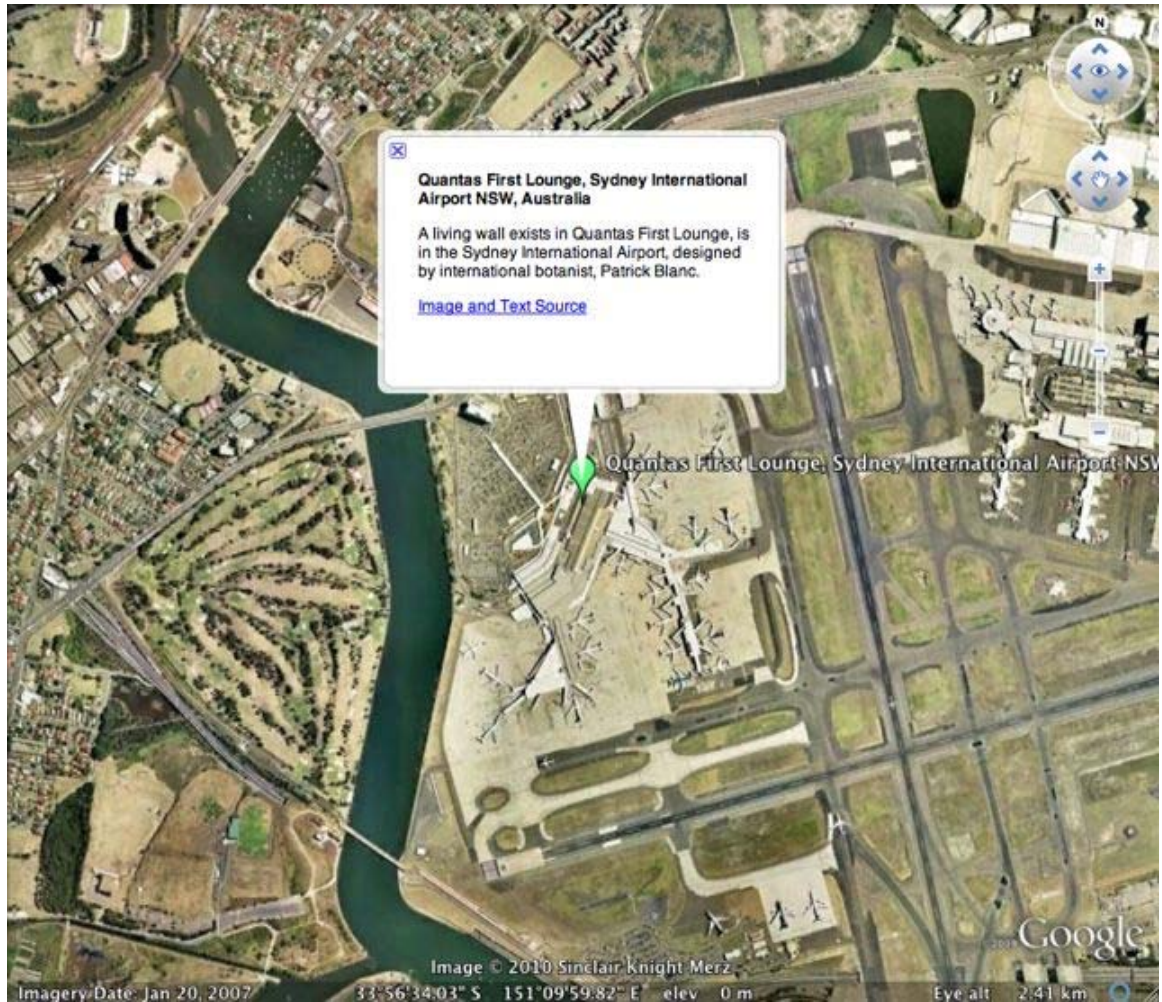 N
Quantas First Lounge, Sydney International
Airport NSW, Australia
A living wall exists in Quantas First Lounge, is
in the Sydney International Airport, designed
by international botanist, Patrick Blanc.
Image and Text Source
Quantas First Lounge, Sydney International Airport NSW
Google
Image © 2010 Sinclair Knight Merz
Imagery Date: Jan 20, 2007 33°56'34.03" S 151°09'59.82" E elev 0 m Eye alt 2.41 km